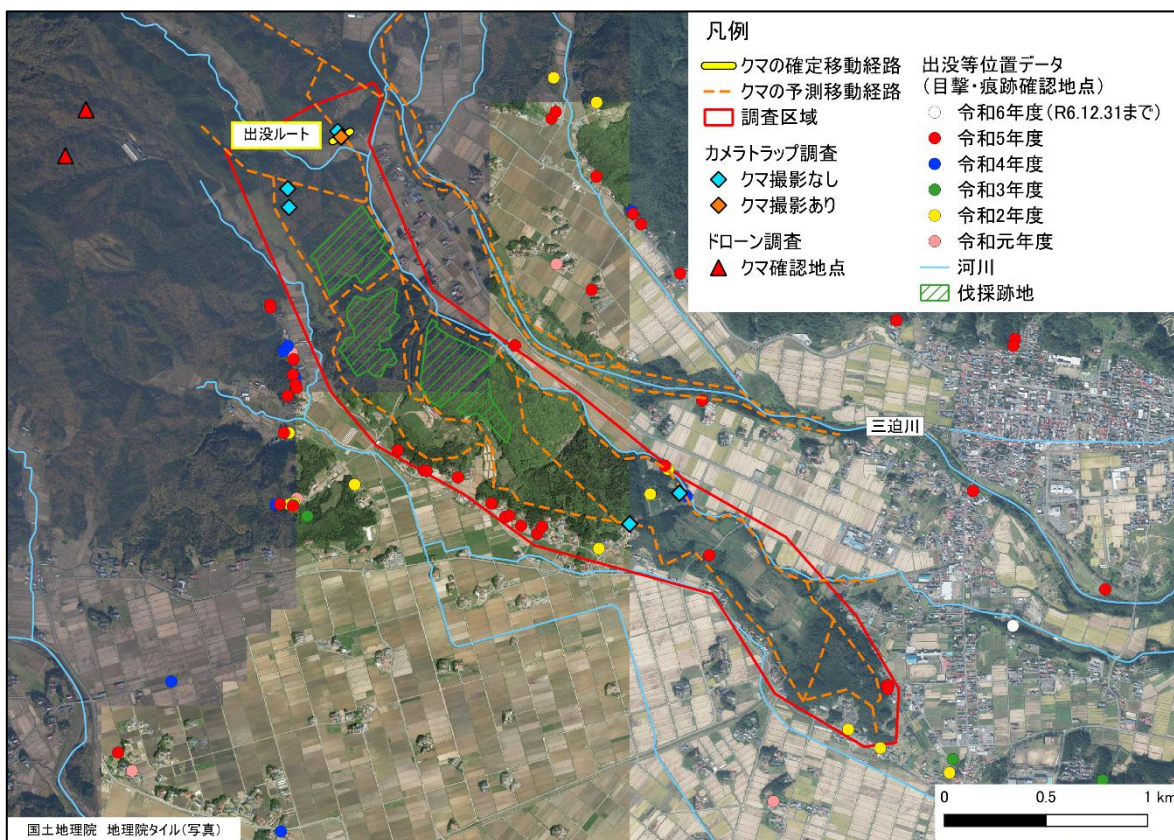 凡例
クマの確定移動経路
クマの予測移動経路
調査区域
カメラトラップ調査
クマ撮影なし
クマ撮影あり
ドローン調査
クマ確認地点
出没等位置データ
(目撃・痕跡確認地点)
令和6年度(R6.12.31まで)
令和5年度
令和4年度
令和3年度
令和2年度
令和元年度
河川
伐採跡地
出没ルート
三迫川
0 0.5 1 km
国土地理院 地理院タイル(写真)